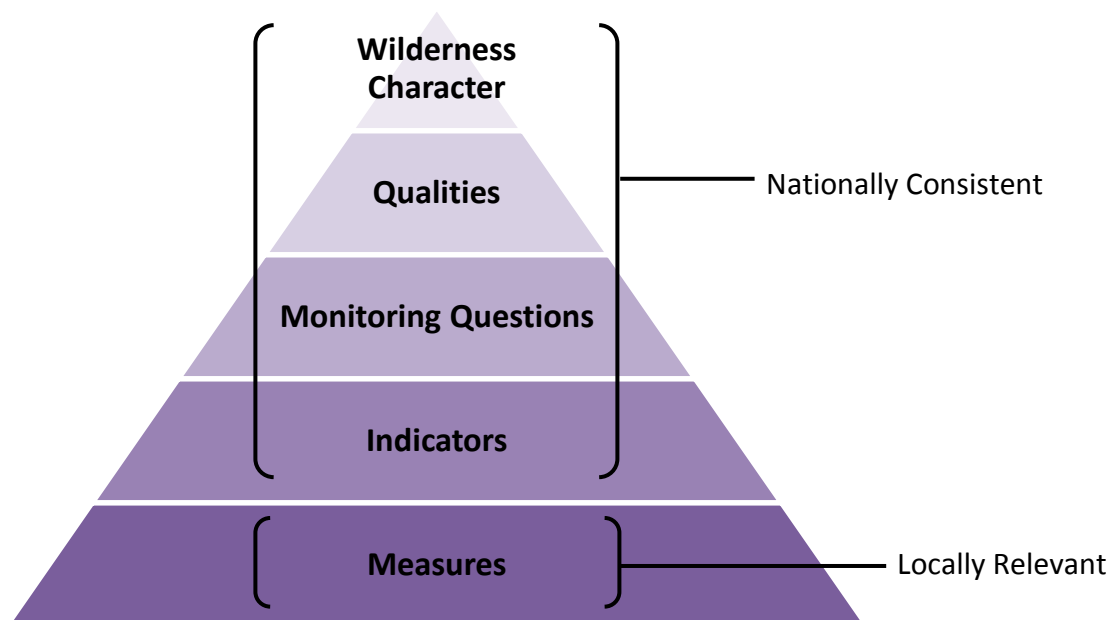 Wilderness
Character
Qualities
Nationally Consistent
Monitoring Questions
Indicators
Measures
Locally Relevant